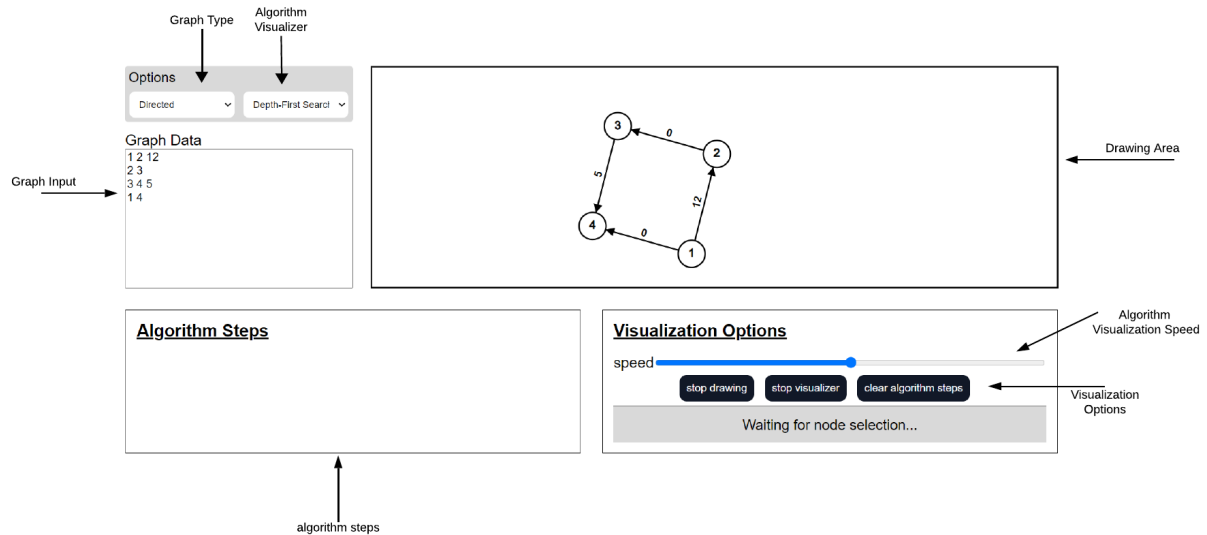 Graph Type
Algorithm
Visualizer
Options
Directed
Depth-First Search
Graph Data
1 2 12
2 3
3 4 5
1 4
Graph Input
3
0
2
5
12
4
0
1
Drawing Area
Algorithm Steps
Visualization Options
speed
stop drawing
stop visualizer
clear algorithm steps
Waiting for node selection...
Algorithm
Visualization Speed
Visualization
Options
algorithm steps